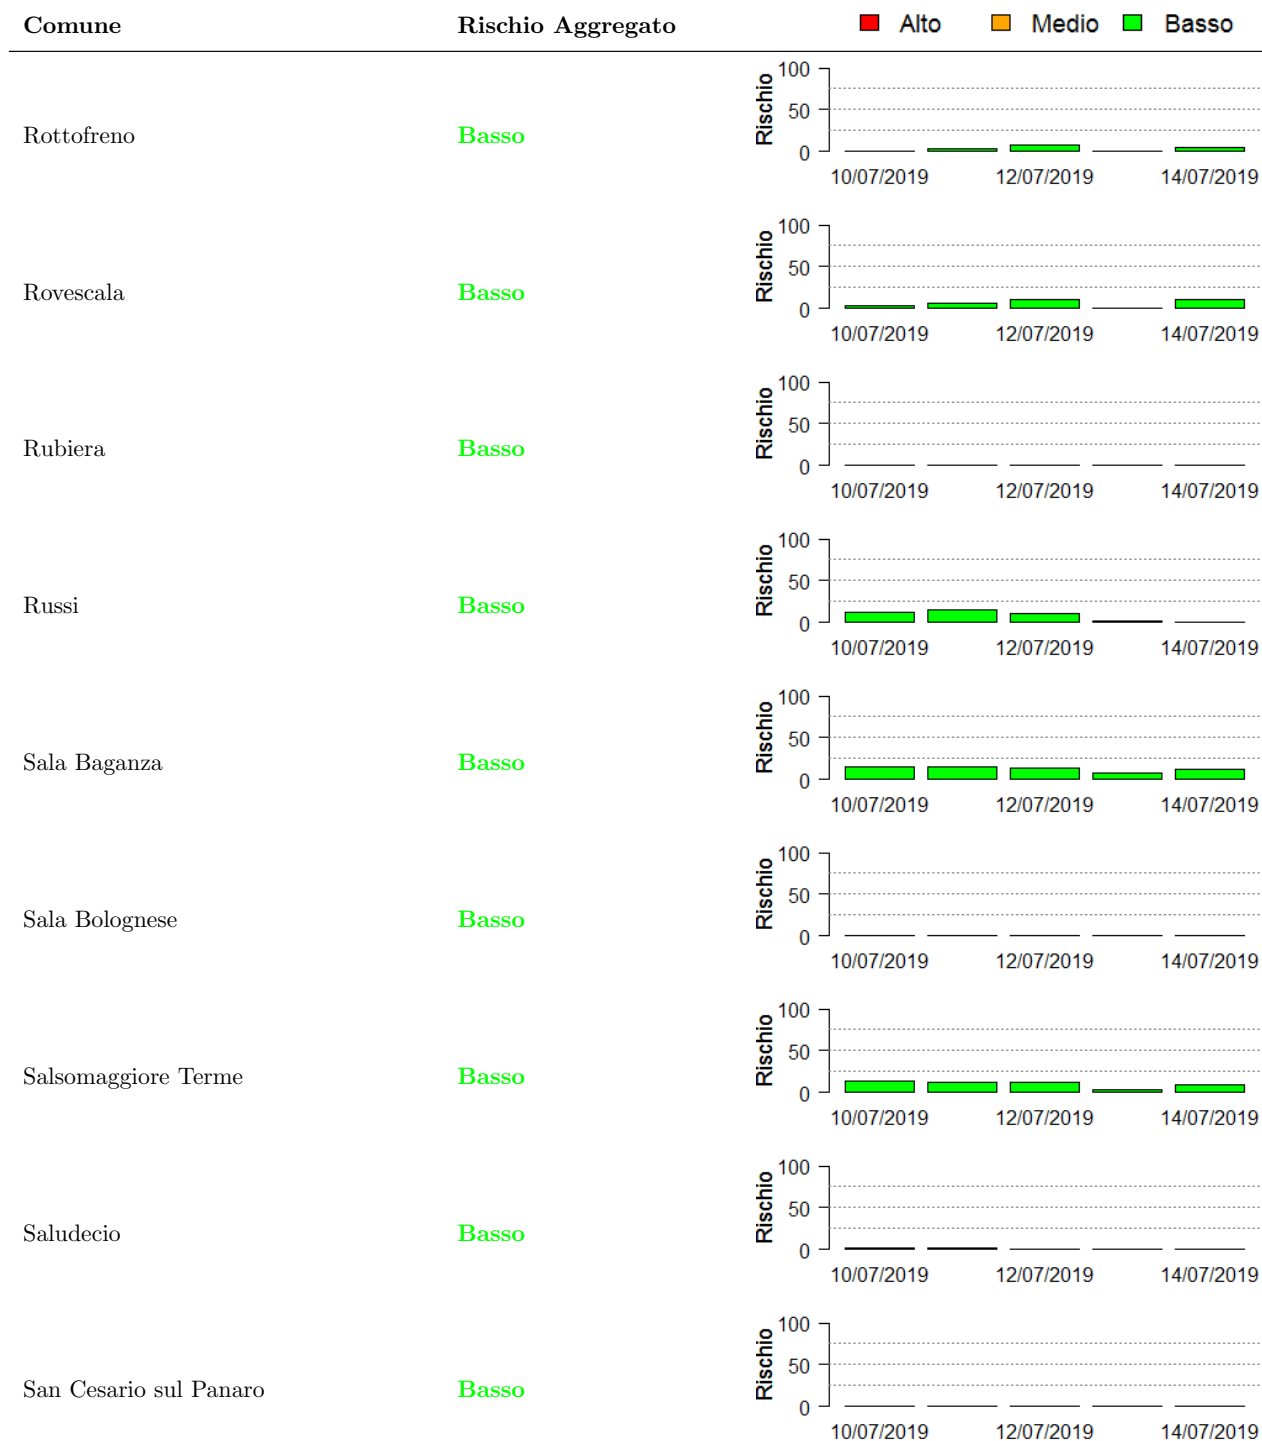 Comune Rischio Aggregato Alto Medio Basso
Rottofreno Basso
Rischio
100
50
0
10/07/2019 12/07/2019 14/07/2019
Rovescala Basso
Rischio
100
50
0
10/07/2019 12/07/2019 14/07/2019
Rubiera Basso
Rischio
100
50
0
10/07/2019 12/07/2019 14/07/2019
Russi Basso
Rischio
100
50
0
10/07/2019 12/07/2019 14/07/2019
Sala Baganza Basso
Rischio
100
50
0
10/07/2019 12/07/2019 14/07/2019
Sala Bolognese Basso
Rischio
100
50
0
10/07/2019 12/07/2019 14/07/2019
Salsomaggiore Terme Basso
Rischio
100
50
0
10/07/2019 12/07/2019 14/07/2019
Saludecio Basso
Rischio
100
50
0
10/07/2019 12/07/2019 14/07/2019
San Cesario sul Panaro Basso
Rischio
100
50
0
10/07/2019 12/07/2019 14/07/2019